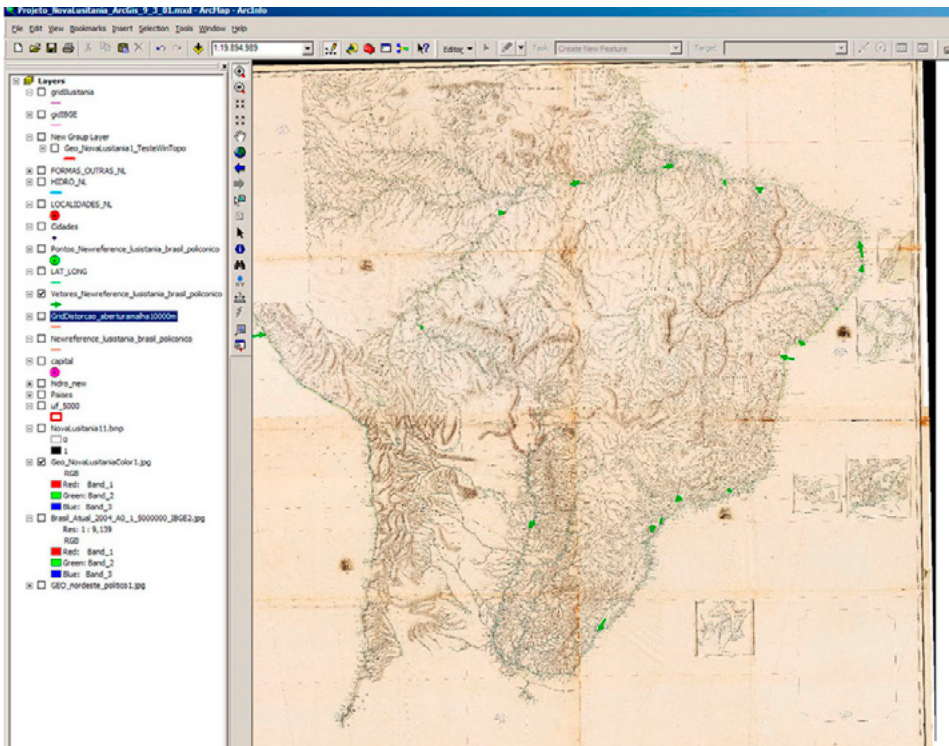 Projeto_NovaLusitania_ArcGis_9_3_01.mxd - ArcMap - ArcInfo
File Edit View Bookmarks Insert Selection Tools Window Help
1:19.894.989 Editor Task: Create New Feature Target:
Layers
gridlusitania
gidIBGE
New Group Layer
Geo_NovaLusitania1_TesteWinTopo
FORMAS_OUTRAS_NL
HIDRO_NL
LOCALIDADES_NL
Cidades
Pontos_Newreference_lusistania_brasil_policonico
LAT_LONG
Vetores_Newreference_lusistania_brasil_policonico
GridDistorcao_aberturamalha10000m
Newreference_lusistania_brasil_policonico
capital
hidro_new
Paises
uf_5000
NovaLusitania11.bmp
0
1
Geo_NovaLusitaniaColor1.jpg
RGB
Red: Band_1
Green: Band_2
Blue: Band_3
Brasil_Atual_2004_A0_1_5000000_IBGE2.jpg
Res: 1 : 9,139
RGB
Red: Band_1
Green: Band_2
Blue: Band_3
GEO_nordeste_politico1.jpg